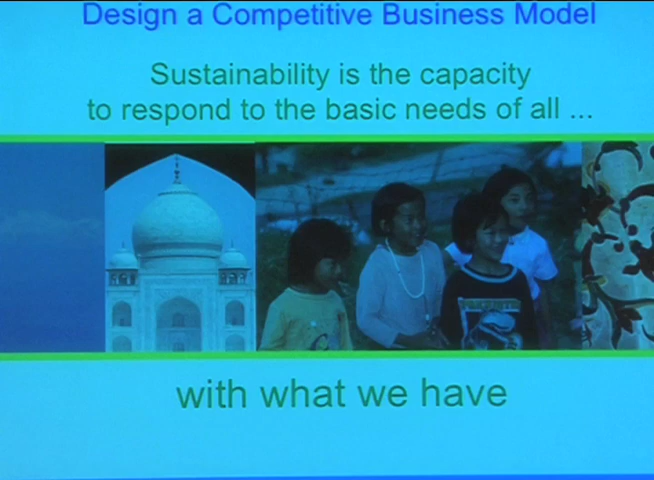 Design a Competitive Business Model
Sustainability is the capacity
to respond to the basic needs of all ...
with what we have